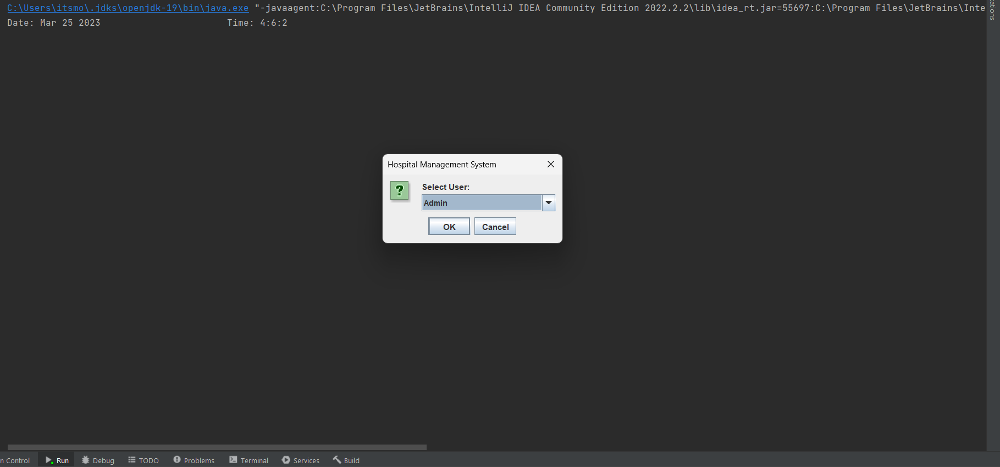 C:\Users\itsmo\.jdks\openjdk-19\bin\java.exe "-javaagent:C:\Program Files\JetBrains\IntelliJ IDEA Community Edition 2022.2.2\lib\idea_rt.jar=55697:C:\Program Files\JetBrains\Inte
Date: Mar 25 2023 Time: 4:6:2
Hospital Management System
?
Select User:
Admin
OK Cancel
n Control Run Debug TODO Problems Terminal Services Build